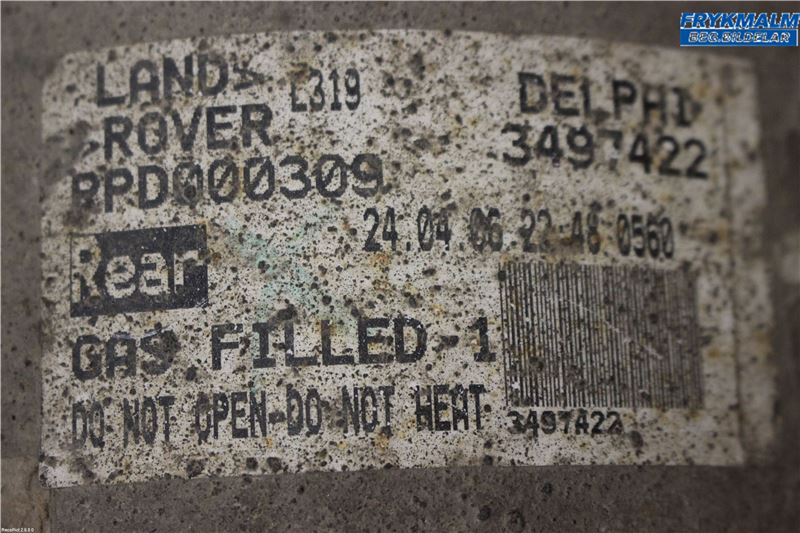 FRYKMALM
BEG.BILDELAR
LAND> L319 DELPHI
>ROVER 3497422
RPD000309
24.04 06 22 48 0560
Rear
GAS FILLED-1
DO NOT OPEN-DO NOT HEAT
3497422